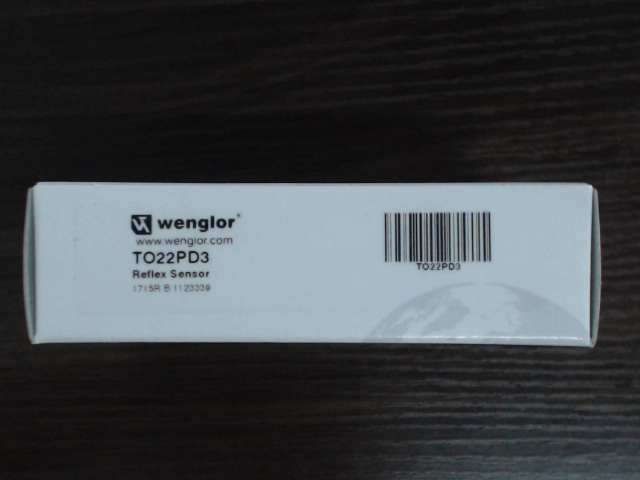 wenglor®
www.wenglor.com
TO22PD3
Reflex Sensor
1715R B 1123339
TO22PD3